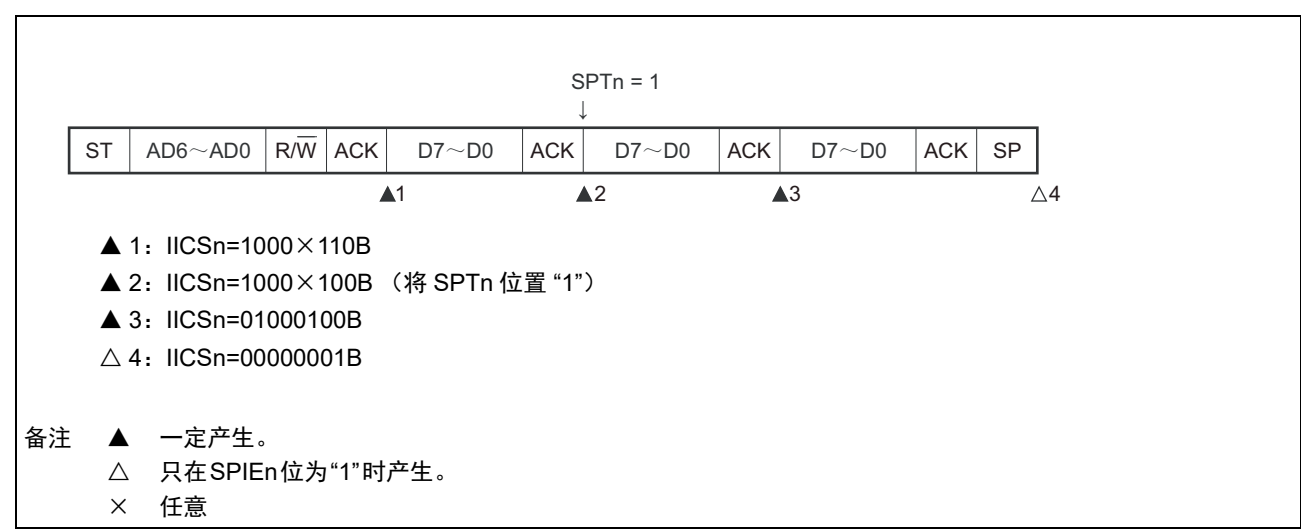 SPTn = 1
↓
ST AD6～AD0 R/W̅ ACK D7～D0 ACK D7～D0 ACK D7～D0 ACK SP
▲1 ▲2 ▲3 △4
▲ 1：IICSn=1000×110B
▲ 2：IICSn=1000×100B （将 SPTn 位置 “1”）
▲ 3：IICSn=01000100B
△ 4：IICSn=00000001B
备注 ▲ 一定产生。
△ 只在SPIEn位为“1”时产生。
× 任意